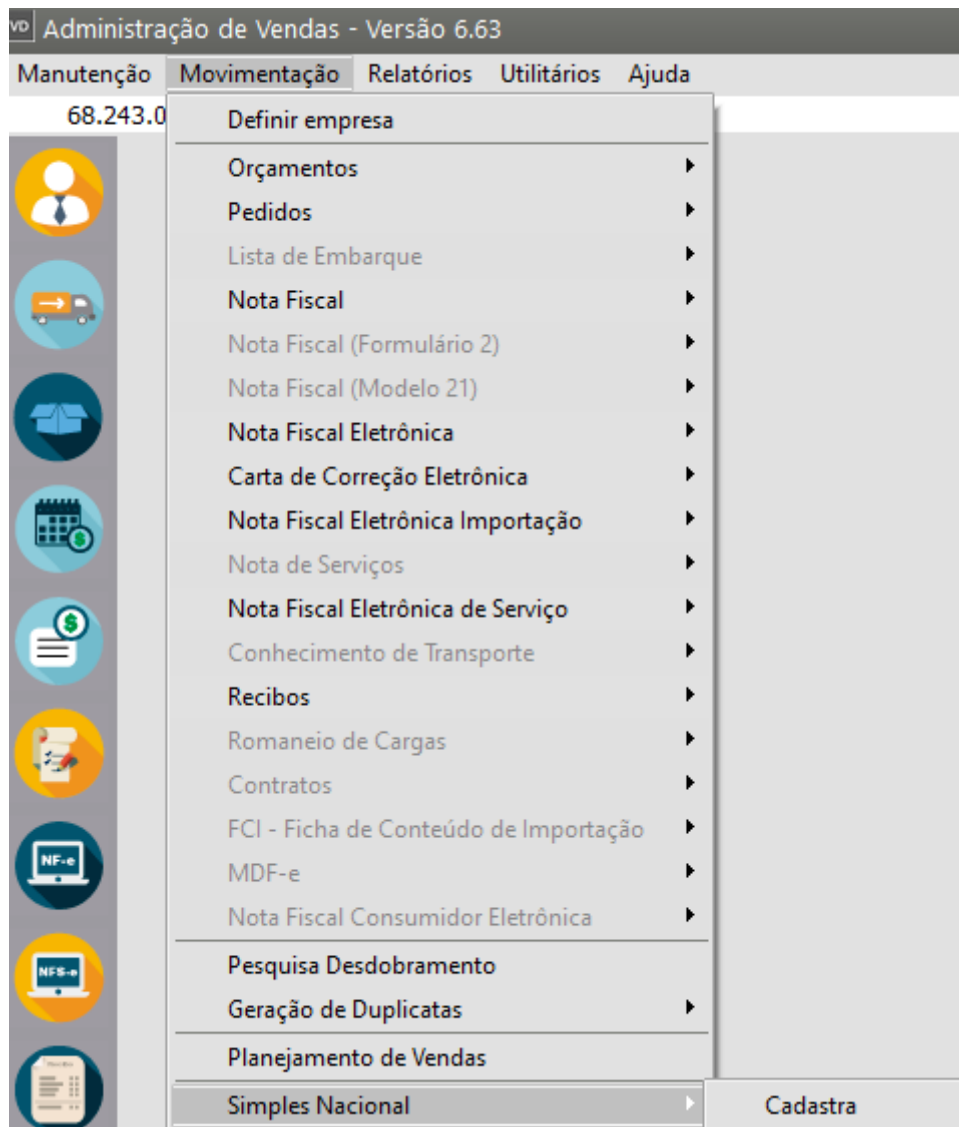 VD Administração de Vendas - Versão 6.63
Manutenção Movimentação Relatórios Utilitários Ajuda
68.243.0
Definir empresa
Orçamentos
Pedidos
Lista de Embarque
Nota Fiscal
Nota Fiscal (Formulário 2)
Nota Fiscal (Modelo 21)
Nota Fiscal Eletrônica
Carta de Correção Eletrônica
Nota Fiscal Eletrônica Importação
Nota de Serviços
Nota Fiscal Eletrônica de Serviço
Conhecimento de Transporte
Recibos
Romaneio de Cargas
Contratos
FCI - Ficha de Conteúdo de Importação
NF-e
MDF-e
Nota Fiscal Consumidor Eletrônica
NFS-e
Pesquisa Desdobramento
Geração de Duplicatas
Planejamento de Vendas
Simples Nacional Cadastra